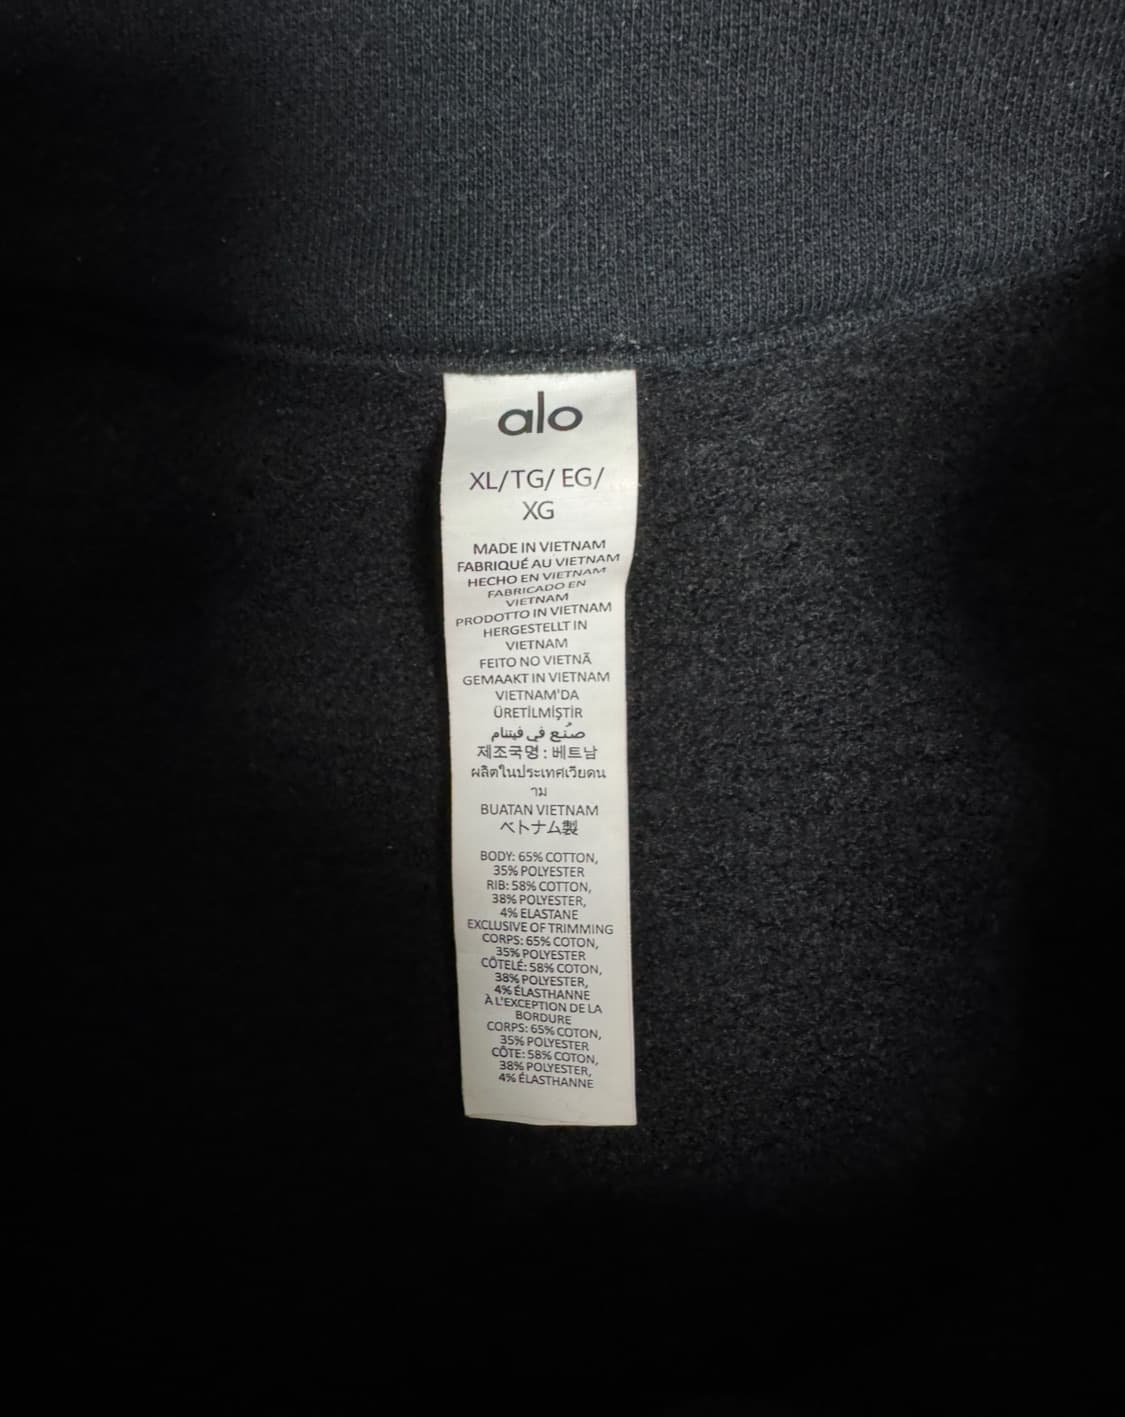 alo
XL/TG/ EG/
XG
MADE IN VIETNAM
FABRIQUÉ AU VIETNAM
HECHO EN VIETNAM
FABRICADO EN
VIETNAM
PRODOTTO IN VIETNAM
HERGESTELLT IN
VIETNAM
FEITO NO VIETNÃ
GEMAAKT IN VIETNAM
VIETNAM'DA
ÜRETİLMİŞTİR
صُنع في فيتنام
제조국명 : 베트남
ผลิตในประเทศเวียดน
าม
BUATAN VIETNAM
ベトナム製
BODY: 65% COTTON,
35% POLYESTER
RIB: 58% COTTON,
38% POLYESTER,
4% ELASTANE
EXCLUSIVE OF TRIMMING
CORPS: 65% COTON,
35% POLYESTER
CÔTELÉ: 58% COTON,
38% POLYESTER,
4% ÉLASTHANNE
À L'EXCEPTION DE LA
BORDURE
CORPS: 65% COTON,
35% POLYESTER
CÔTE: 58% COTON,
38% POLYESTER,
4% ÉLASTHANNE